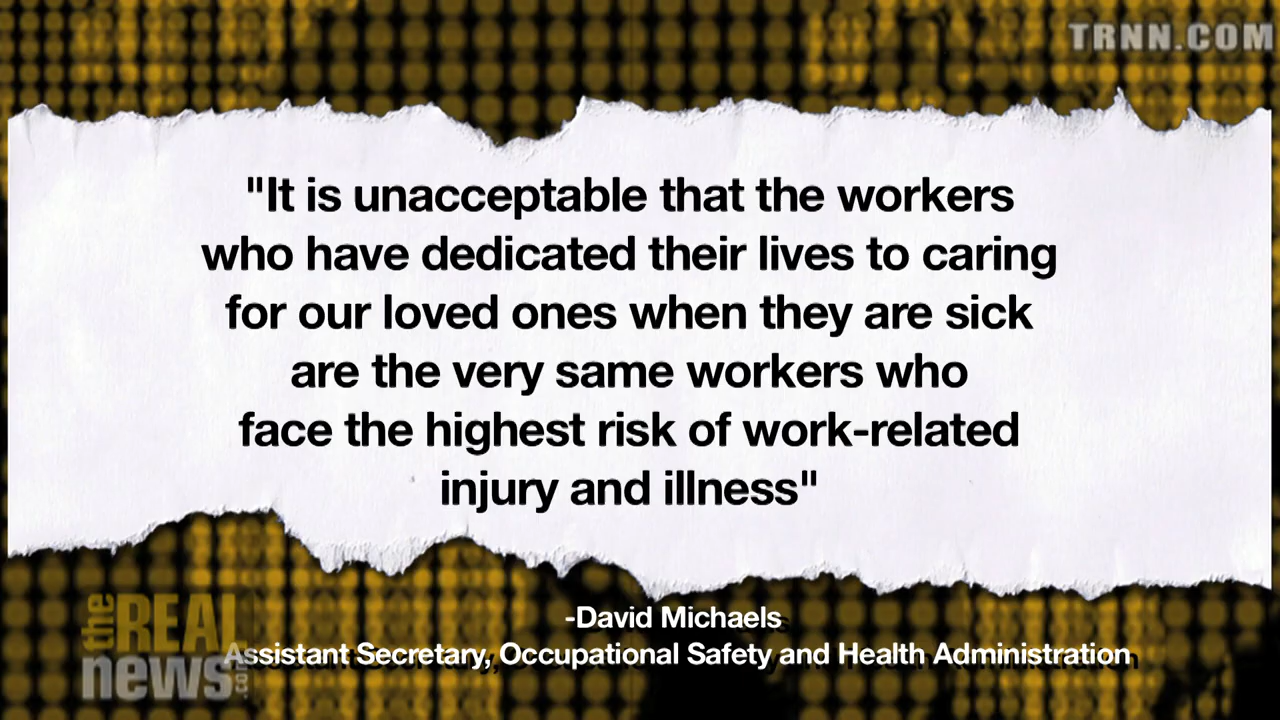 TRNN.COM
"It is unacceptable that the workers
who have dedicated their lives to caring
for our loved ones when they are sick
are the very same workers who
face the highest risk of work-related
injury and illness"
-David Michaels
Assistant Secretary, Occupational Safety and Health Administration
the REAL
news.com